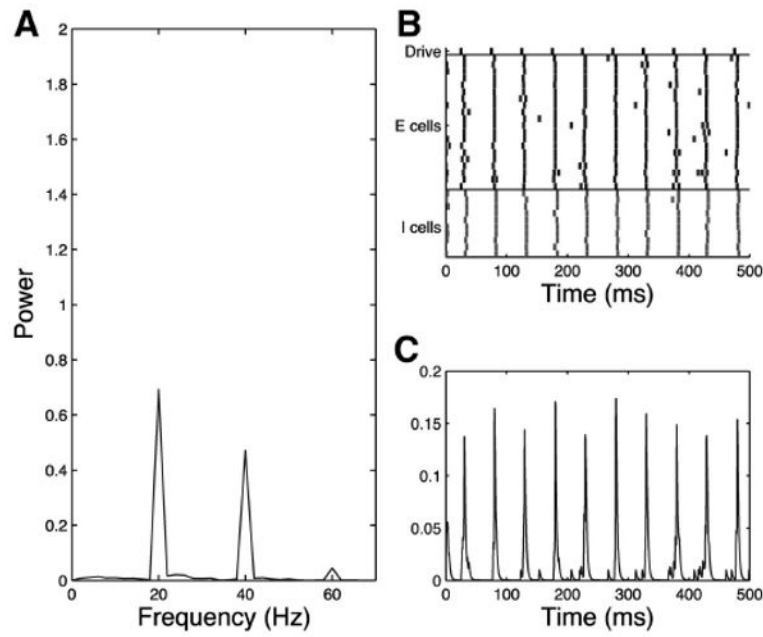 A
Power
2
1.8
1.6
1.4
1.2
1
0.8
0.6
0.4
0.2
0
0 20 40 60
Frequency (Hz)
B
Drive
E cells
I cells
0 100 200 300 400 500
Time (ms)
C
0.2
0.15
0.1
0.05
0
0 100 200 300 400 500
Time (ms)